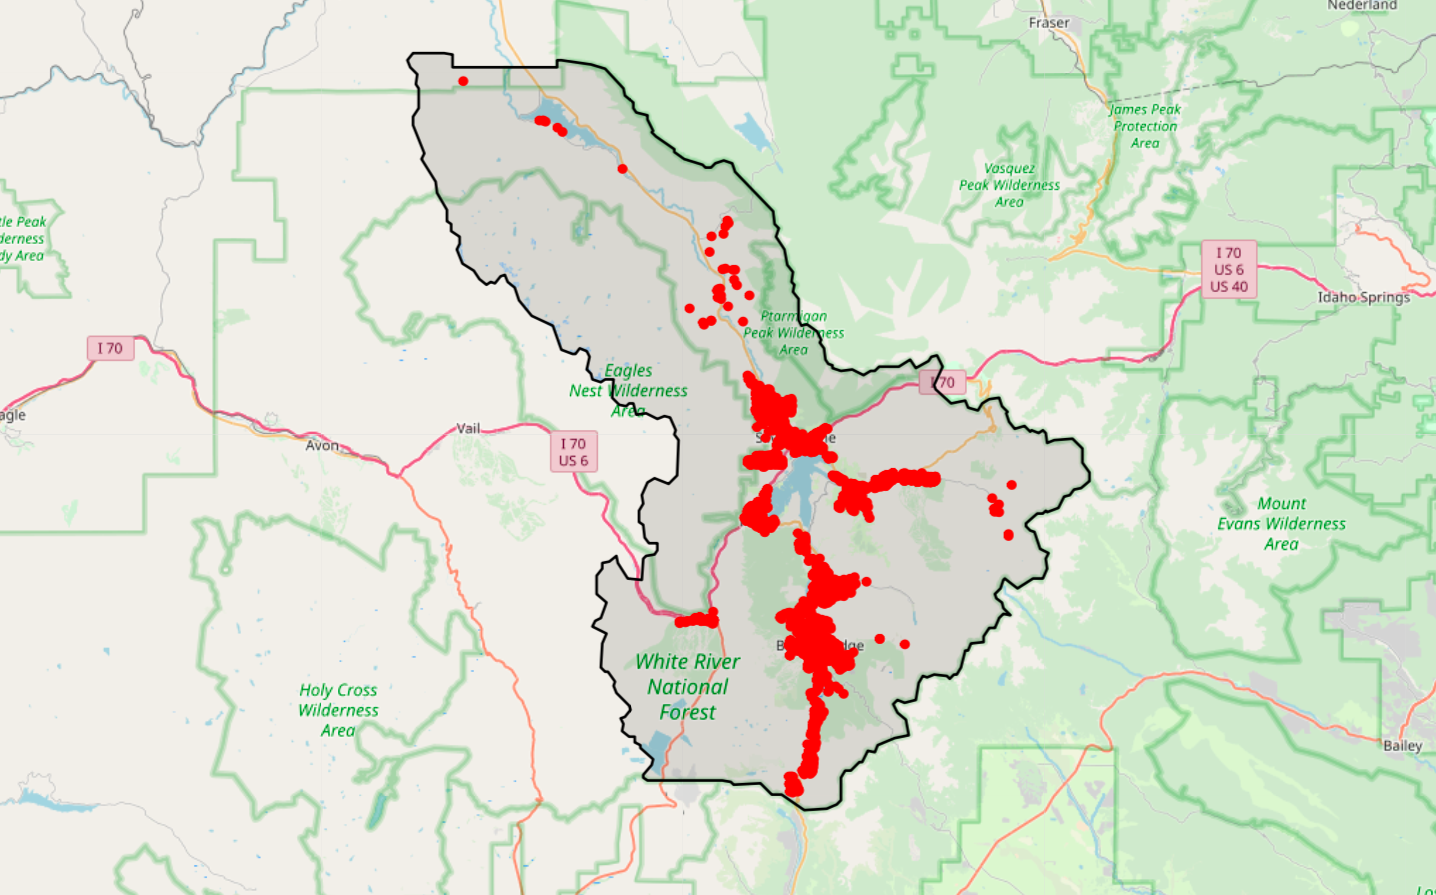 Nederland
Fraser
James Peak
Protection
Area
Vasquez
Peak Wilderness
Area
tle Peak
derness
dy Area
I 70
US 6
US 40
Idaho Springs
Ptarmigan
Peak Wilderness
Area
I 70
Eagles
Nest Wilderness
Area
I 70
agle
Avon
Vail
I 70
US 6
Mount
Evans Wilderness
Area
White River
National
Forest
Holy Cross
Wilderness
Area
Bailey